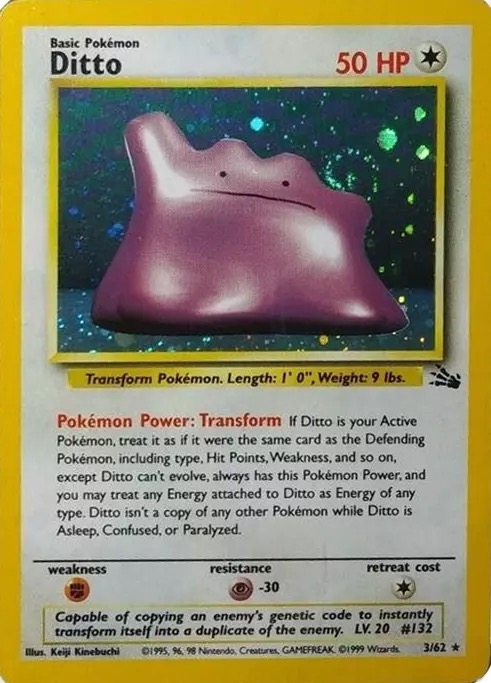 Basic Pokémon
Ditto
50 HP
Transform Pokémon. Length: 1' 0", Weight: 9 lbs.
Pokémon Power: Transform If Ditto is your Active
Pokémon, treat it as if it were the same card as the Defending
Pokémon, including type, Hit Points, Weakness, and so on,
except Ditto can't evolve, always has this Pokémon Power, and
you may treat any Energy attached to Ditto as Energy of any
type. Ditto isn't a copy of any other Pokémon while Ditto is
Asleep, Confused, or Paralyzed.
weakness resistance retreat cost
-30
Capable of copying an enemy's genetic code to instantly
transform itself into a duplicate of the enemy. LV. 20 #132
Illus. Keiji Kinebuchi ©1995, 96, 98 Nintendo, Creatures, GAMEFREAK. ©1999 Wizards. 3/62 ★